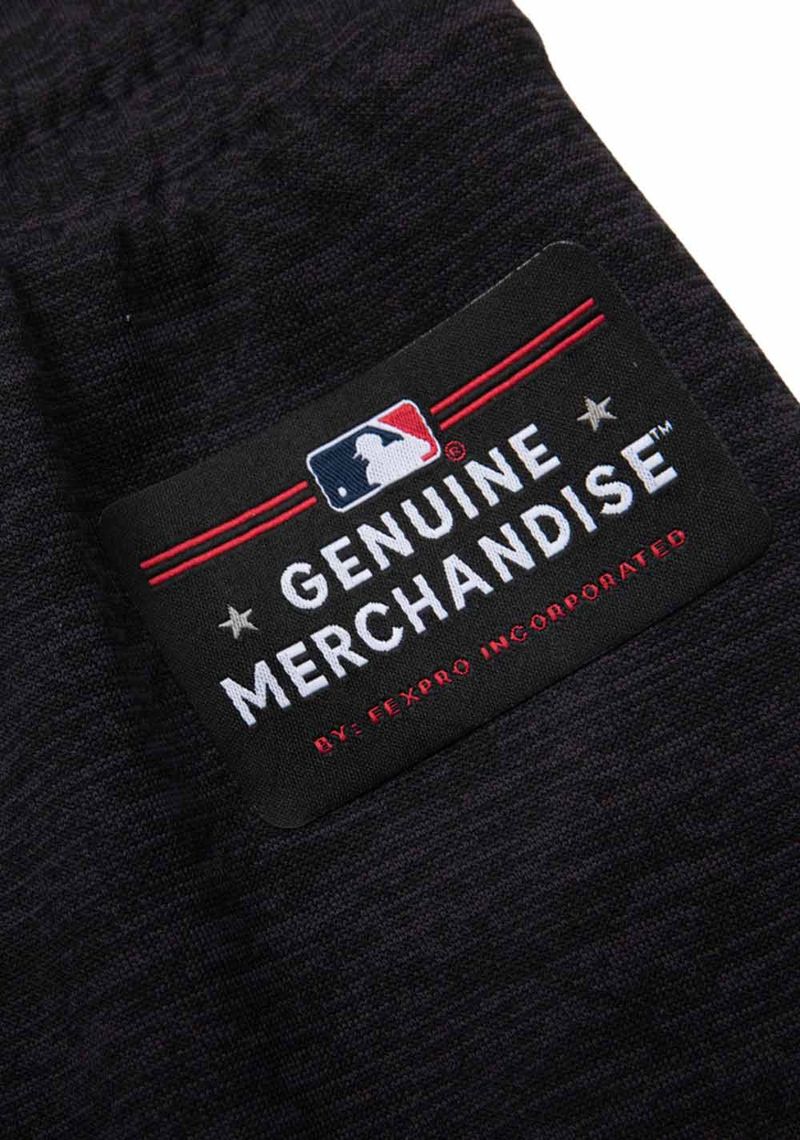 ®
GENUINE
MERCHANDISE™
BY: FEXPRO INCORPORATED